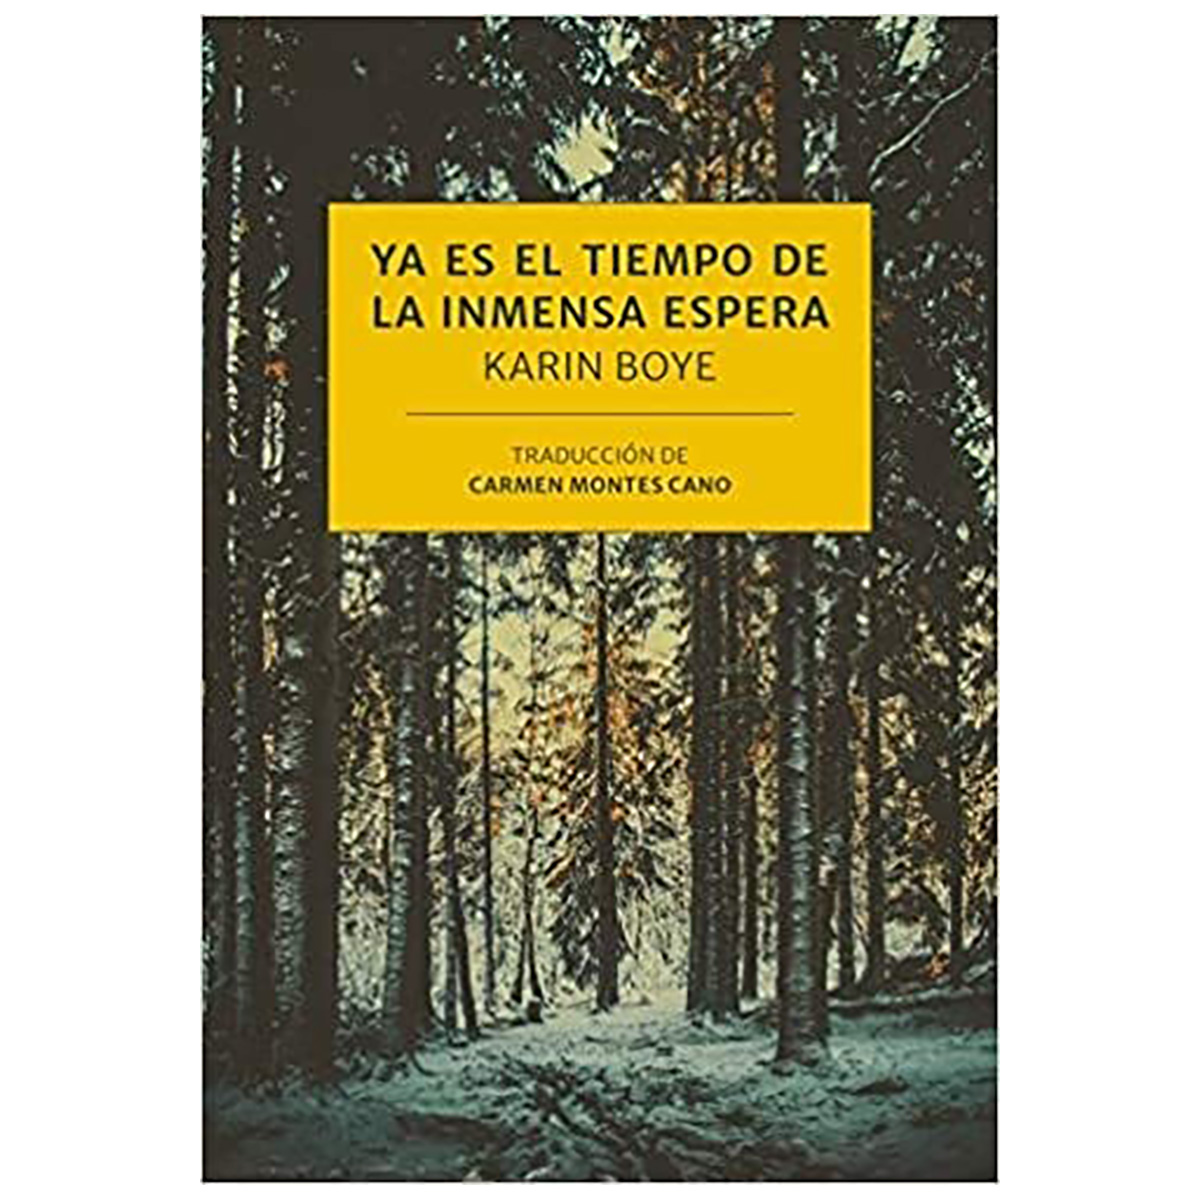 YA ES EL TIEMPO DE
LA INMENSA ESPERA
KARIN BOYE
TRADUCCIÓN DE
CARMEN MONTES CANO